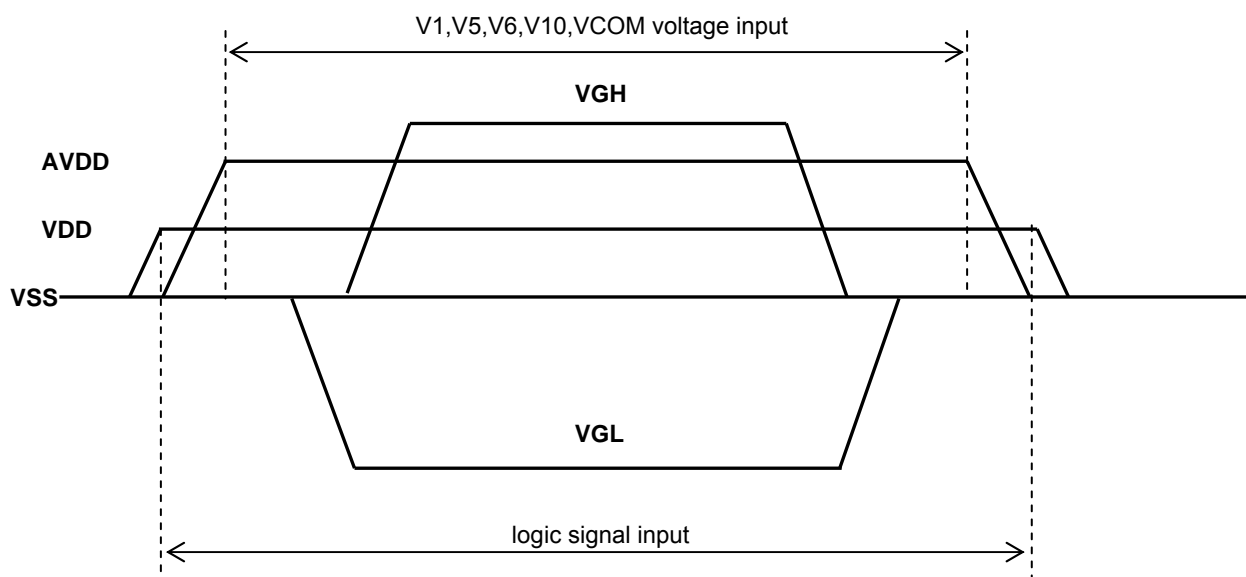 V1,V5,V6,V10,VCOM voltage input
VGH
AVDD
VDD
VSS
VGL
logic signal input